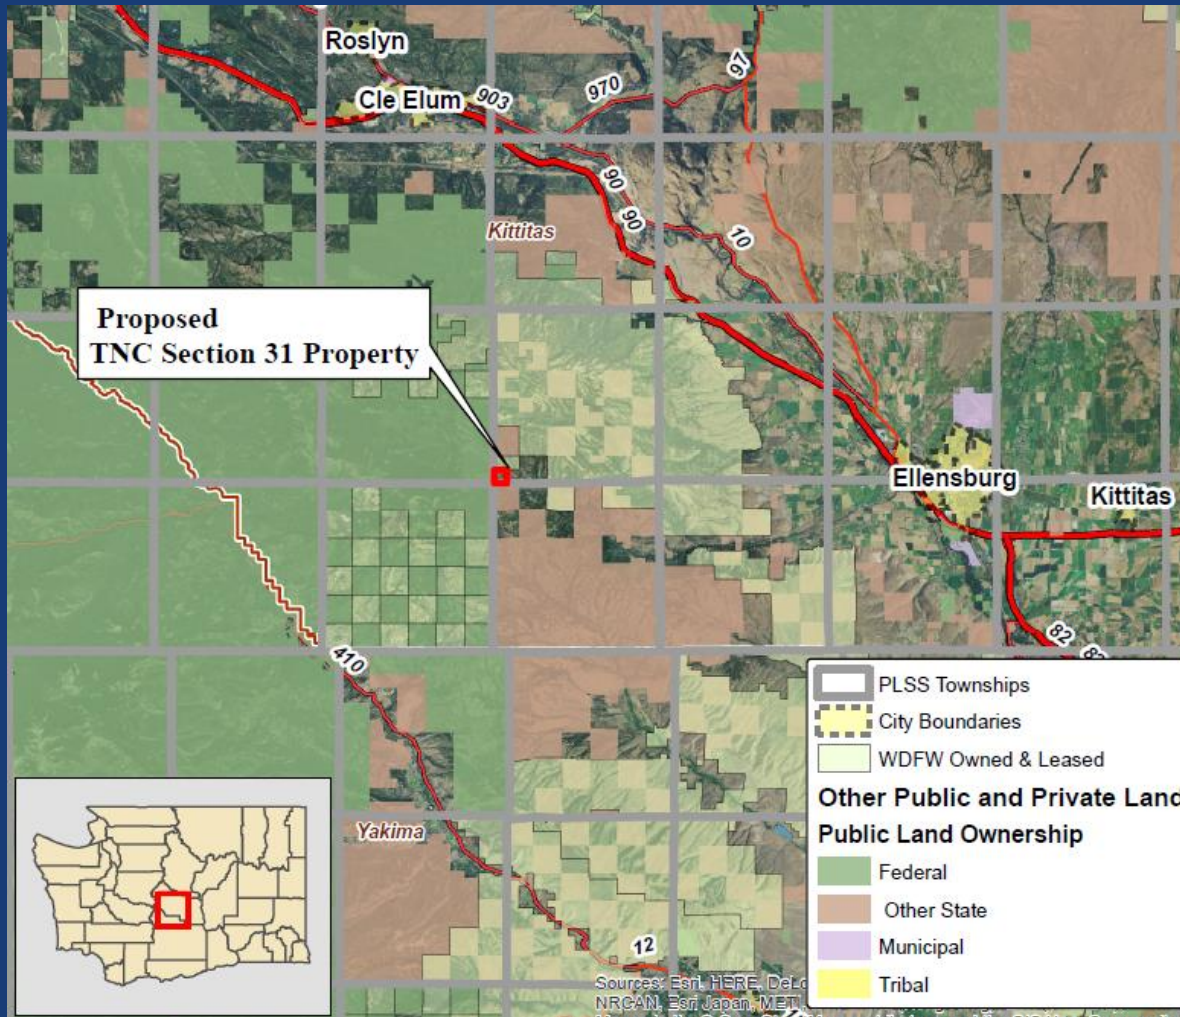 Roslyn
Cle Elum
903
970
97
90
90
10
Kittitas
Proposed
TNC Section 31 Property
Ellensburg
Kittitas
82
410
Yakima
12
PLSS Townships
City Boundaries
WDFW Owned & Leased
Other Public and Private Land
Public Land Ownership
Federal
Other State
Municipal
Tribal
Sources: Esri, HERE, DeLo
NRCAN, Esri Japan, METI,